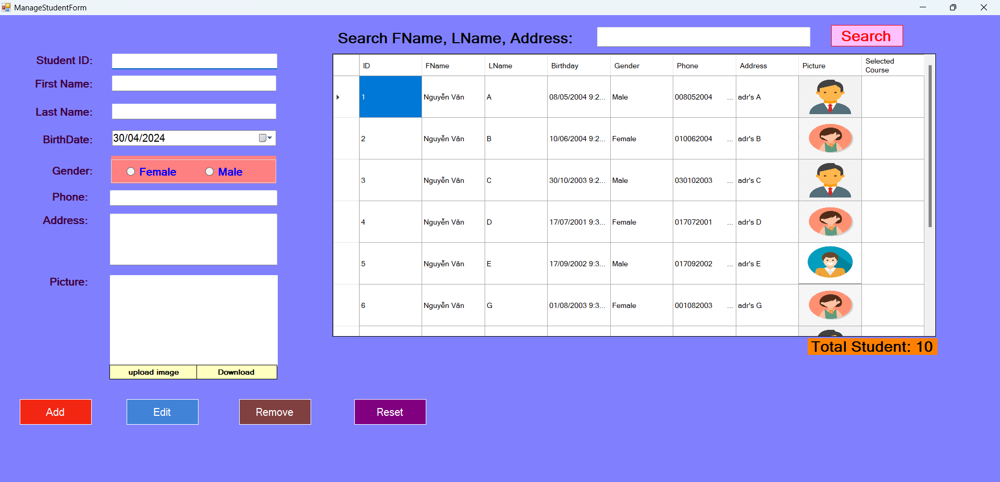 ManageStudentForm
Search FName, LName, Address:
Search
Student ID:
First Name:
Last Name:
BirthDate:
30/04/2024
Gender:
Female
Male
Phone:
Address:
Picture:
upload image
Download
ID FName LName Birthday Gender Phone Address Picture Selected Course
1 Nguyễn Văn A 08/05/2004 9:2... Male 008052004 ... adr's A
2 Nguyễn Văn B 10/06/2004 9:2... Female 010062004 ... adr's B
3 Nguyễn Văn C 30/10/2003 9:2... Male 030102003 ... adr's C
4 Nguyễn Văn D 17/07/2001 9:3... Female 017072001 ... adr's D
5 Nguyễn Văn E 17/09/2002 9:3... Male 017092002 ... adr's E
6 Nguyễn Văn G 01/08/2003 9:3... Female 001082003 ... adr's G
Total Student: 10
Add
Edit
Remove
Reset